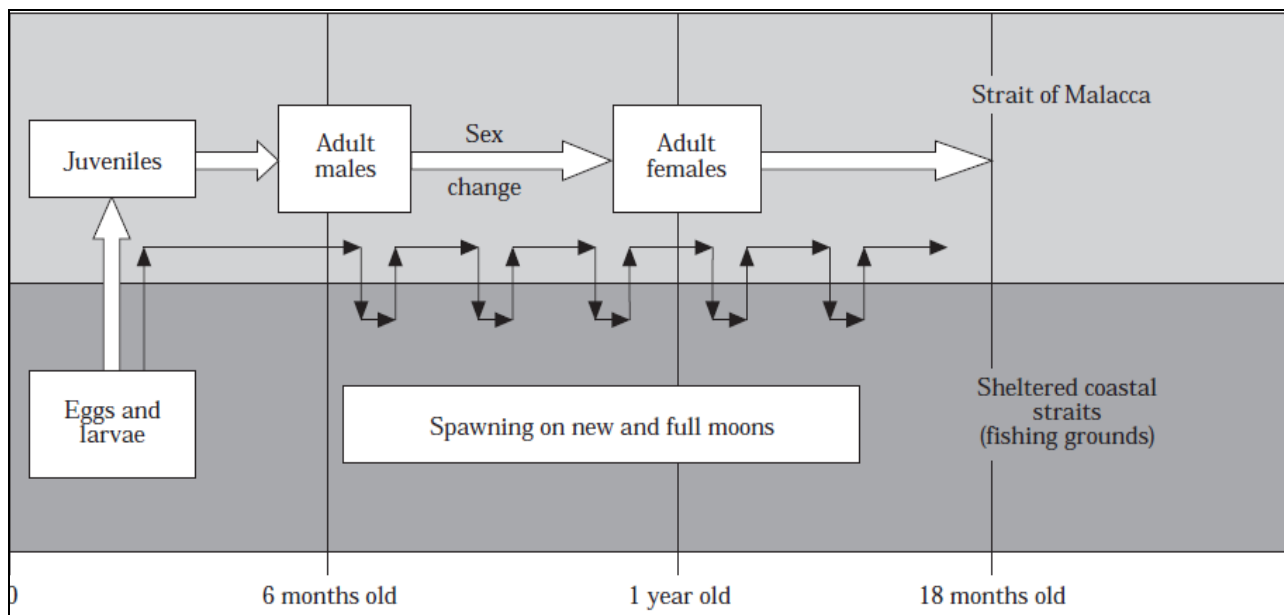 Strait of Malacca
Juveniles
Adult
males
Sex
change
Adult
females
Eggs and
larvae
Spawning on new and full moons
Sheltered coastal
straits
(fishing grounds)
0
6 months old
1 year old
18 months old